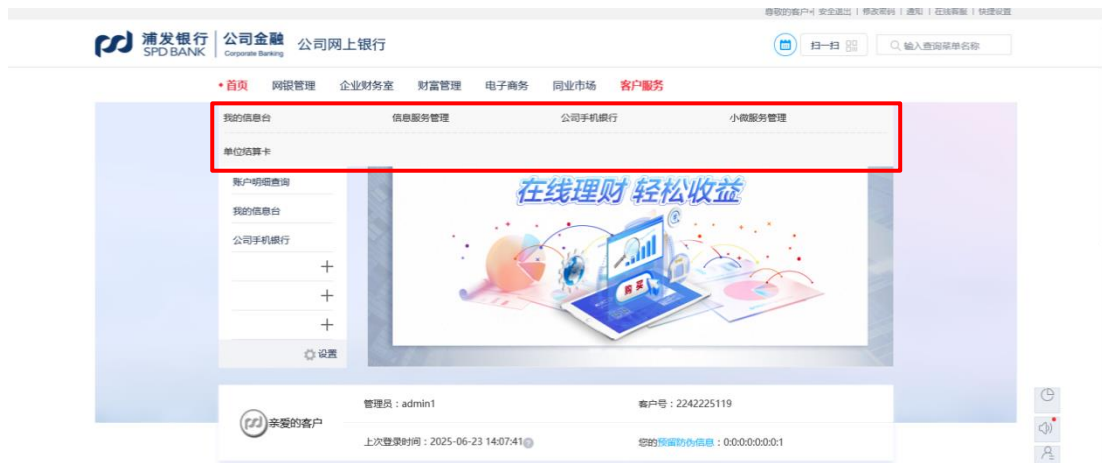 尊敬的客户 安全退出 | 修改密码 | 通知 | 在线客服 | 快捷设置
浦发银行 公司金融 公司网上银行
SPD BANK Corporate Banking
扫一扫
输入查询菜单名称
首页 网银管理 企业财务室 财富管理 电子商务 同业市场 客户服务
我的信息台 信息服务管理 公司手机银行 小微服务管理
单位结算卡
账户明细查询
我的信息台
公司手机银行
设置
在线理财 轻松收益
购买
亲爱的客户
管理员：admin1 客户号：2242225119
上次登录时间：2025-06-23 14:07:41 您的预留防伪信息：0:0:0:0:0:0:0:1